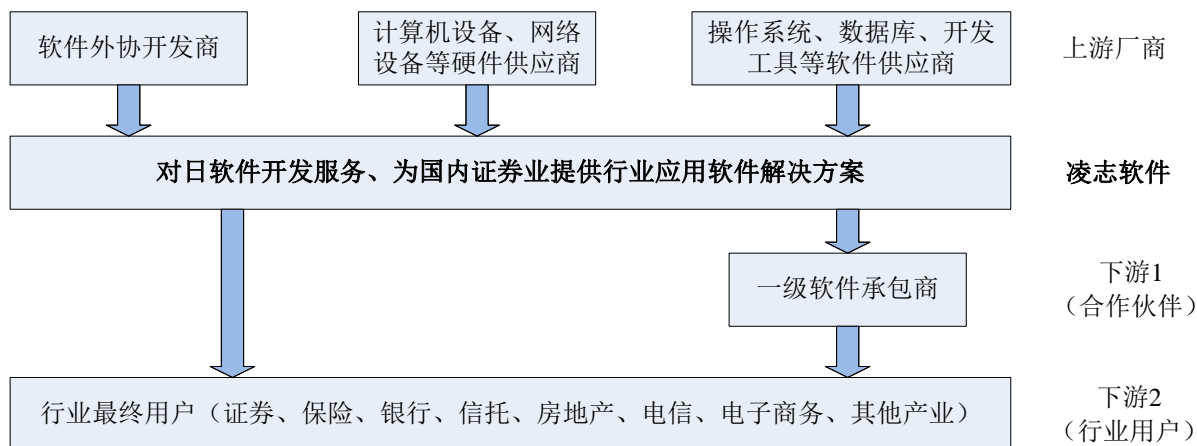 软件外协开发商
计算机设备、网络
设备等硬件供应商
操作系统、数据库、开发
工具等软件供应商
上游厂商
对日软件开发服务、为国内证券业提供行业应用软件解决方案
凌志软件
一级软件承包商
下游1
（合作伙伴）
行业最终用户（证券、保险、银行、信托、房地产、电信、电子商务、其他产业）
下游2
（行业用户）